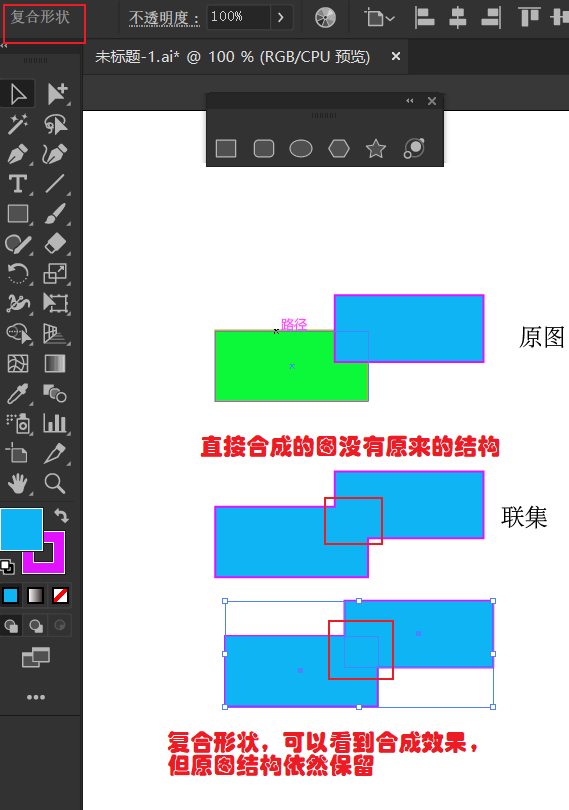 复合形状
不透明度：
100%
未标题-1.ai* @ 100 % (RGB/CPU 预览)
路径
原图
直接合成的图没有原来的结构
联集
复合形状，可以看到合成效果，
但原图结构依然保留